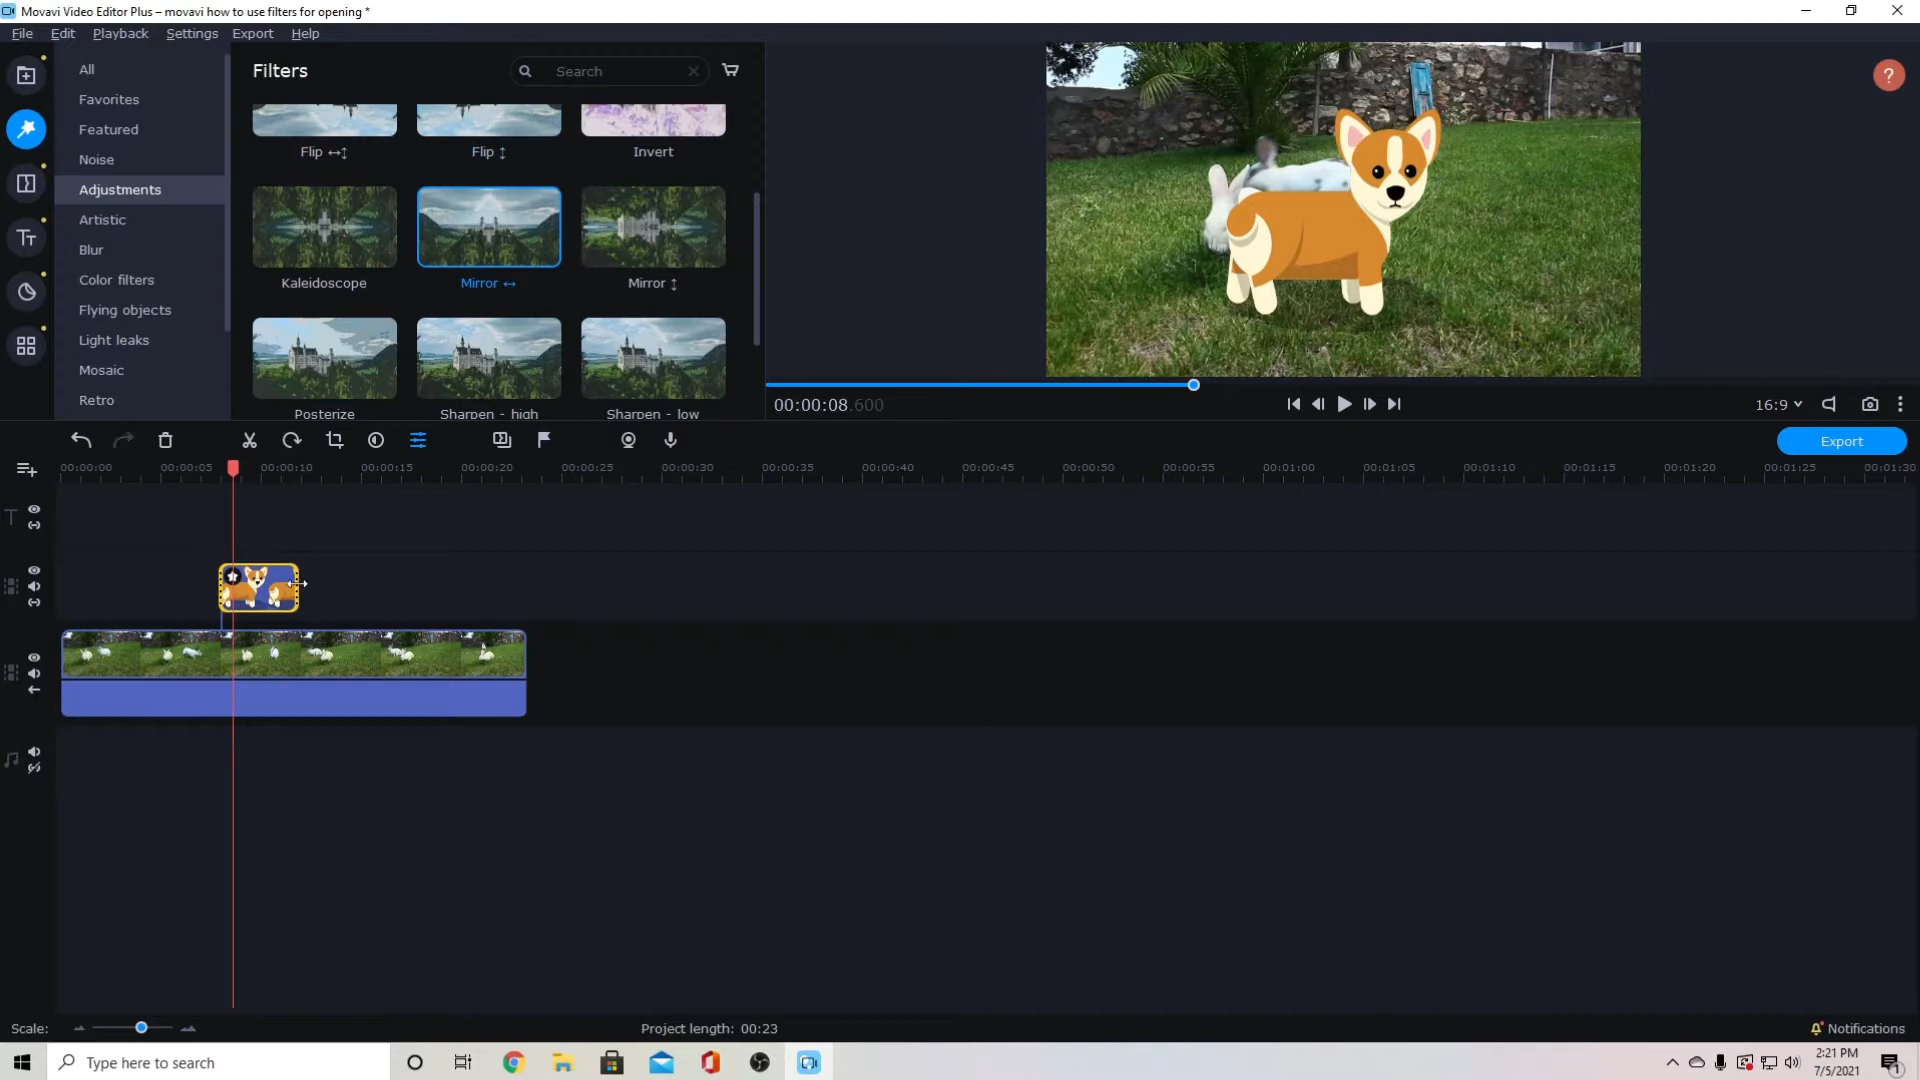 Movavi Video Editor Plus – movavi how to use filters for opening *
File Edit Playback Settings Export Help
All
Favorites
Featured
Noise
Adjustments
Artistic
Blur
Color filters
Flying objects
Light leaks
Mosaic
Retro
Filters
Search
Flip ↔↕
Flip ↕
Invert
Kaleidoscope
Mirror ↔
Mirror ↕
Posterize
Sharpen - high
Sharpen - low
?
00:00:08.600
16:9
Export
00:00:00 00:00:05 00:00:10 00:00:15 00:00:20 00:00:25 00:00:30 00:00:35 00:00:40 00:00:45 00:00:50 00:00:55 00:01:00 00:01:05 00:01:10 00:01:15 00:01:20 00:01:25 00:01:30
Scale:
Project length: 00:23
Notifications
Type here to search
2:21 PM
7/5/2021
1